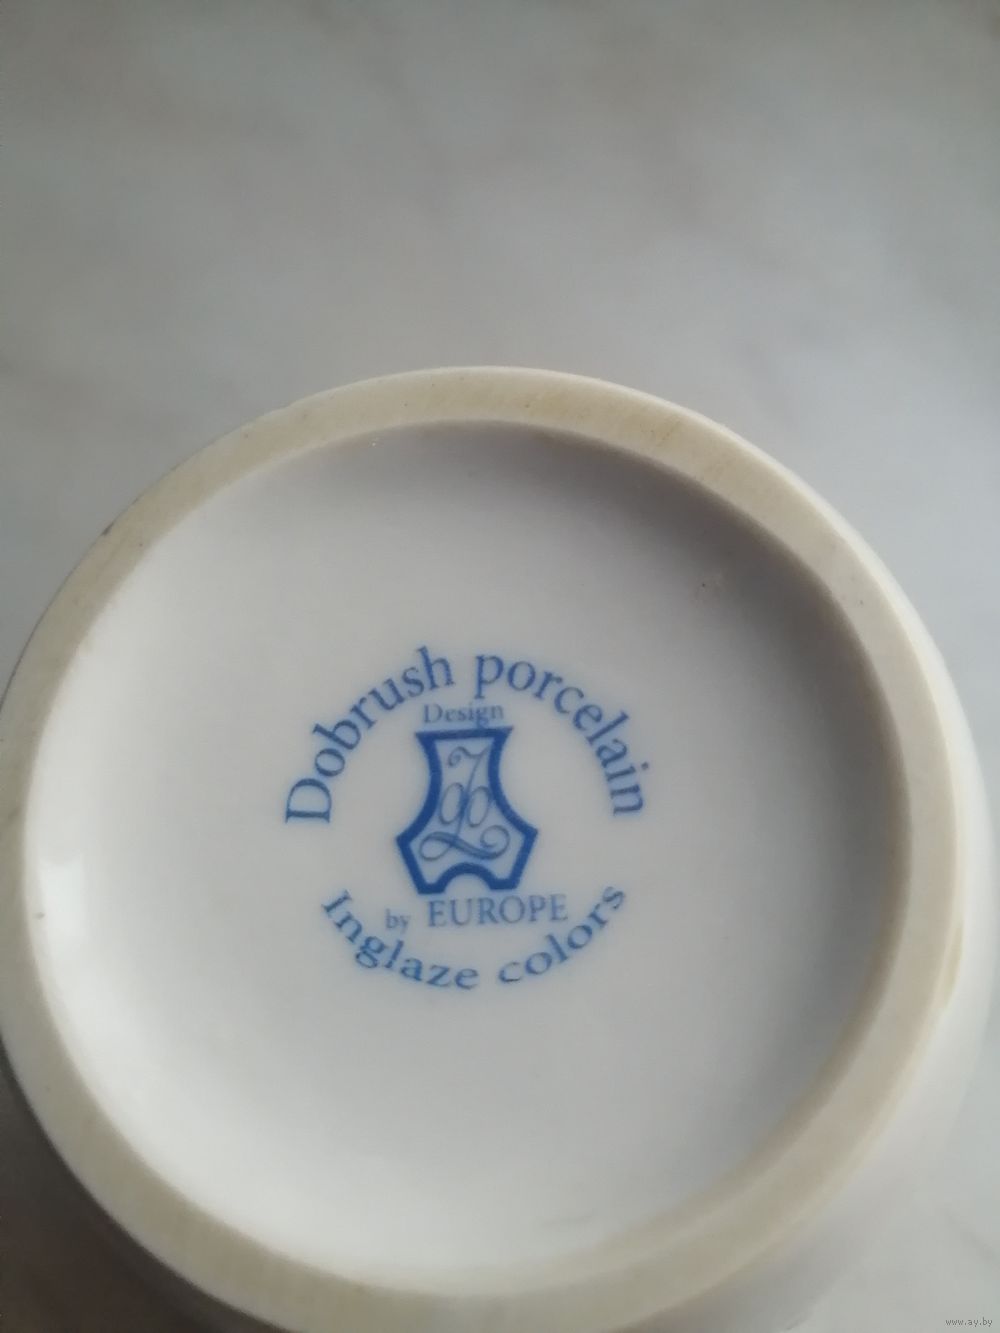 Dobrush porcelain
Design
by EUROPE
Inglaze colors
www.ay.by